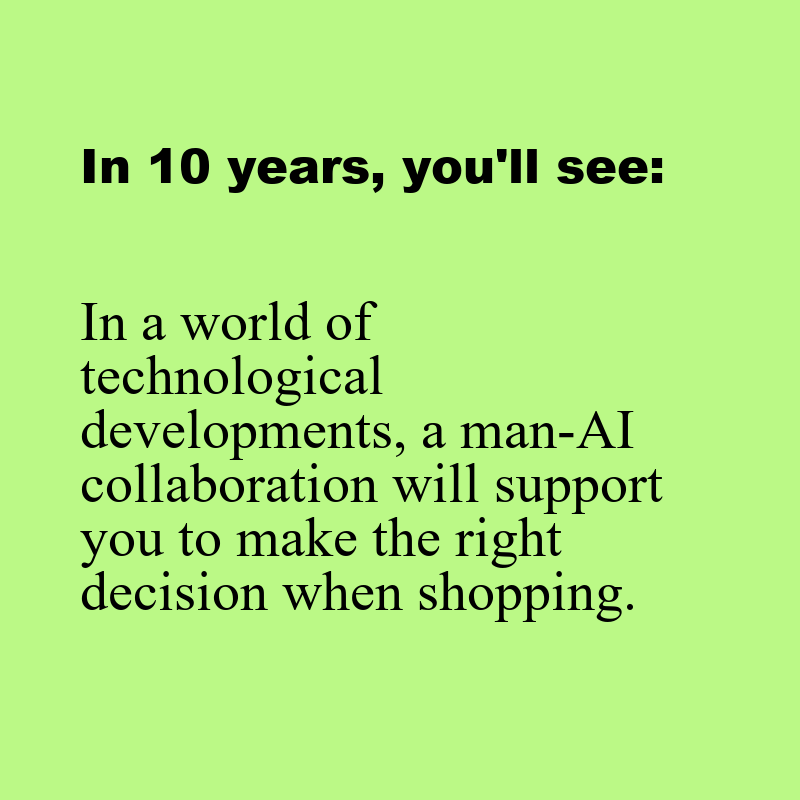 In 10 years, you'll see:
In a world of
technological
developments, a man-AI
collaboration will support
you to make the right
decision when shopping.